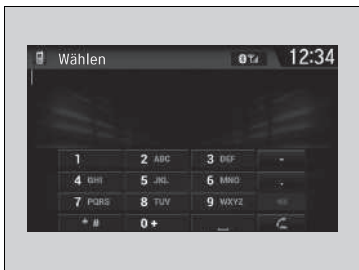 Wählen 12:34
1 2 ABC 3 DEF -
4 GHI 5 JKL 6 MNO .
7 PQRS 8 TUV 9 WXYZ
* # 0 + _